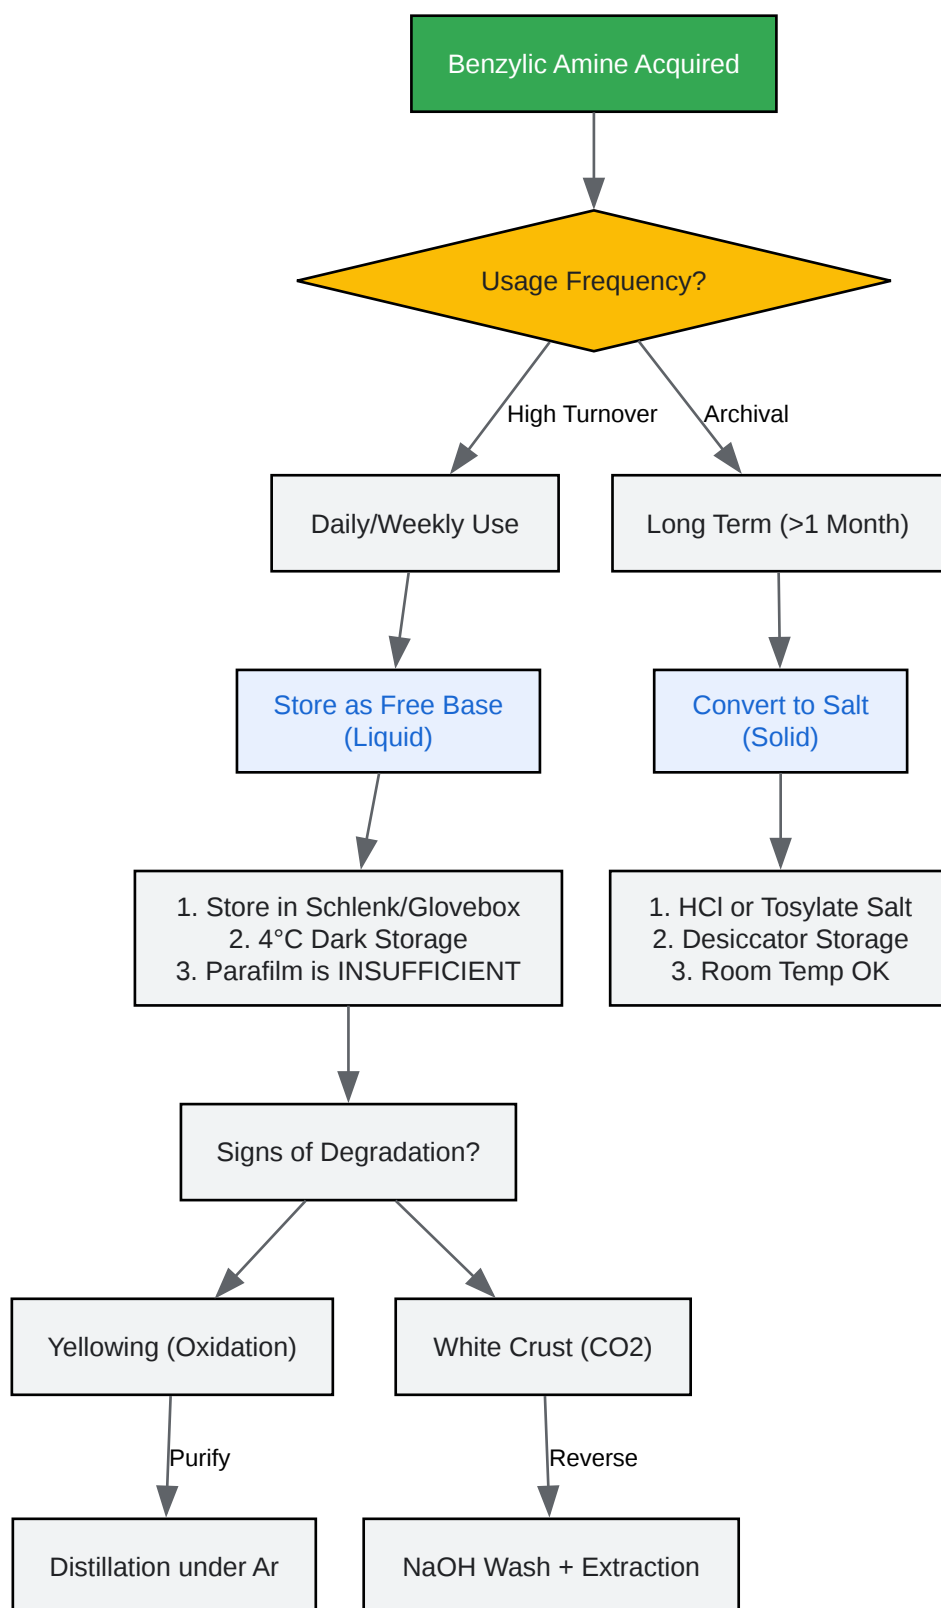 Benzylic Amine Acquired
Usage Frequency?
High Turnover
Archival
Daily/Weekly Use
Long Term (>1 Month)
Store as Free Base
(Liquid)
Convert to Salt
(Solid)
1. Store in Schlenk/Glovebox
2. 4°C Dark Storage
3. Parafilm is INSUFFICIENT
1. HCl or Tosylate Salt
2. Desiccator Storage
3. Room Temp OK
Signs of Degradation?
Yellowing (Oxidation)
White Crust (CO2)
Purify
Reverse
Distillation under Ar
NaOH Wash + Extraction